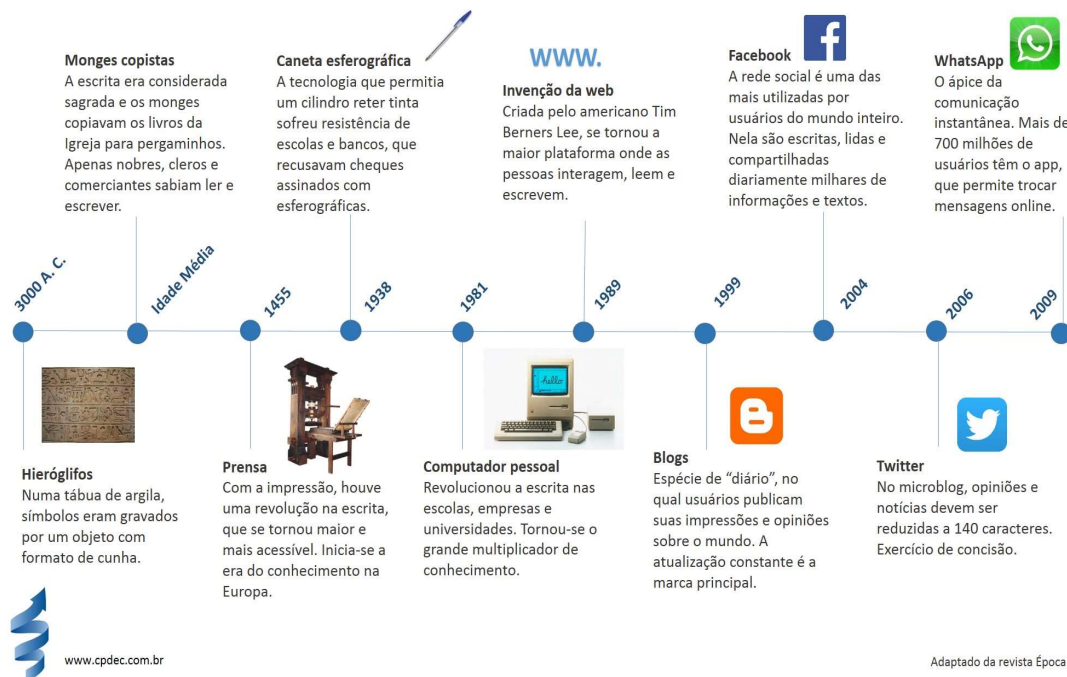 Monges copistas
A escrita era considerada
sagrada e os monges
copiavam os livros da
Igreja para pergaminhos.
Apenas nobres, cleros e
comerciantes sabiam ler e
escrever.
Caneta esferográfica
A tecnologia que permitia
um cilindro reter tinta
sofreu resistência de
escolas e bancos, que
recusavam cheques
assinados com
esferográficas.
www.
Invenção da web
Criada pelo americano Tim
Berners Lee, se tornou a
maior plataforma onde as
pessoas interagem, leem e
escrevem.
Facebook
A rede social é uma das
mais utilizadas por
usuários do mundo inteiro.
Nela são escritas, lidas e
compartilhadas
diariamente milhares de
informações e textos.
WhatsApp
O ápice da
comunicação
instantânea. Mais de
700 milhões de
usuários têm o app,
que permite trocar
mensagens online.
3000 A. C.
Idade Média
1455
1938
1981
1989
1999
2004
2006
2009
hello
Hieróglifos
Numa tábua de argila,
símbolos eram gravados
por um objeto com
formato de cunha.
Prensa
Com a impressão, houve
uma revolução na escrita,
que se tornou maior e
mais acessível. Inicia-se a
era do conhecimento na
Europa.
Computador pessoal
Revolucionou a escrita nas
escolas, empresas e
universidades. Tornou-se o
grande multiplicador de
conhecimento.
Blogs
Espécie de “diário”, no
qual usuários publicam
suas impressões e opiniões
sobre o mundo. A
atualização constante é a
marca principal.
Twitter
No microblog, opiniões e
notícias devem ser
reduzidas a 140 caracteres.
Exercício de concisão.
www.cpdec.com.br
Adaptado da revista Época